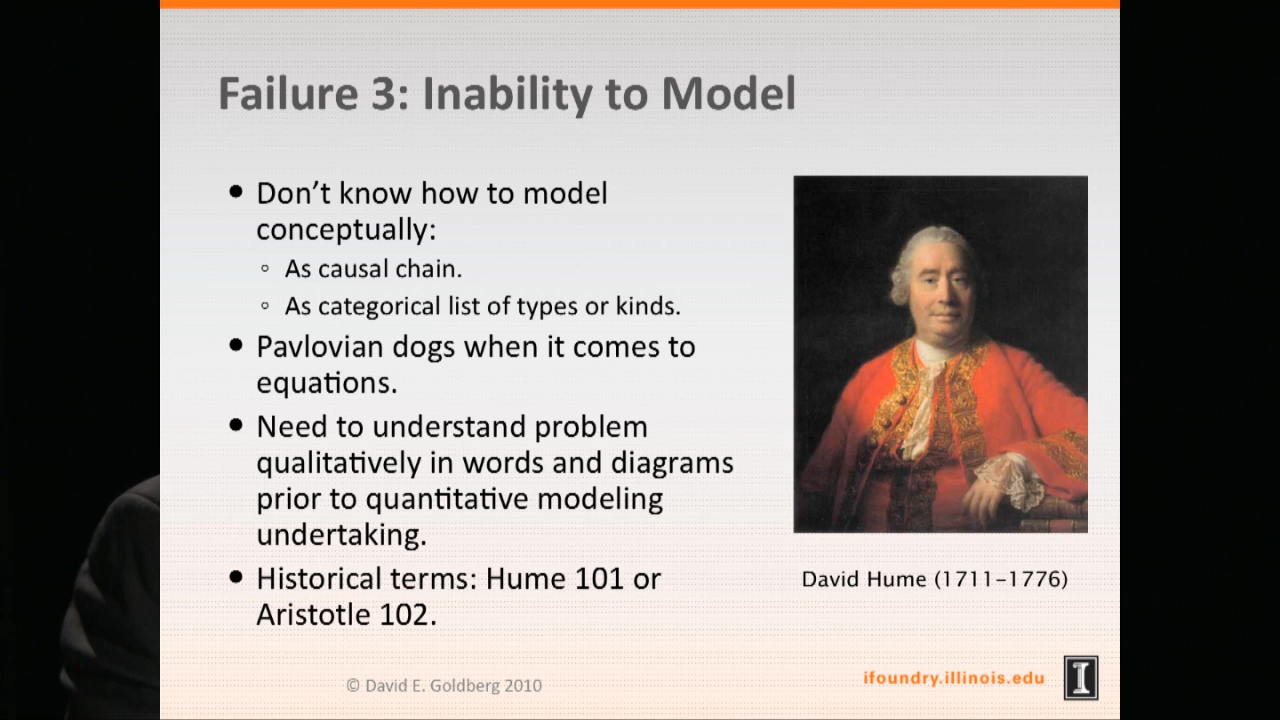 Failure 3: Inability to Model
• Don’t know how to model
conceptually:
◦ As causal chain.
◦ As categorical list of types or kinds.
• Pavlovian dogs when it comes to
equations.
• Need to understand problem
qualitatively in words and diagrams
prior to quantitative modeling
undertaking.
• Historical terms: Hume 101 or
Aristotle 102.
David Hume (1711–1776)
© David E. Goldberg 2010
ifoundry.illinois.edu
I